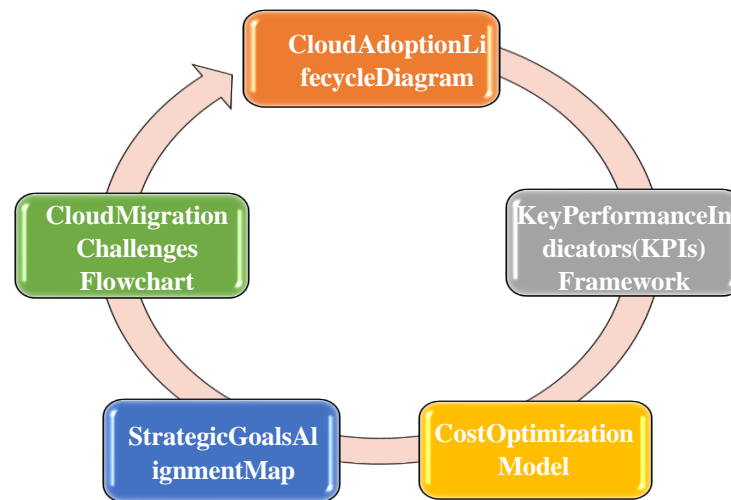 CloudAdoptionLi
fecycleDiagram
KeyPerformanceIn
dicators(KPIs)
Framework
CostOptimization
Model
StrategicGoalsAl
ignmentMap
CloudMigration
Challenges
Flowchart